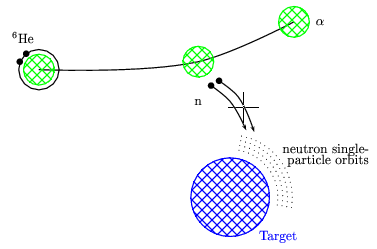 ⁶He
α
n
neutron single-
particle orbits
Target